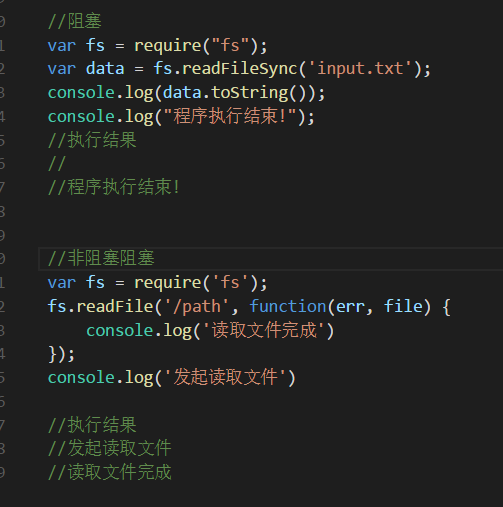 //阻塞
var fs = require("fs");
var data = fs.readFileSync('input.txt');
console.log(data.toString());
console.log("程序执行结束!");
//执行结果
//
//程序执行结束!
//非阻塞阻塞
var fs = require('fs');
fs.readFile('/path', function(err, file) {
    console.log('读取文件完成')
});
console.log('发起读取文件')
//执行结果
//发起读取文件
//读取文件完成